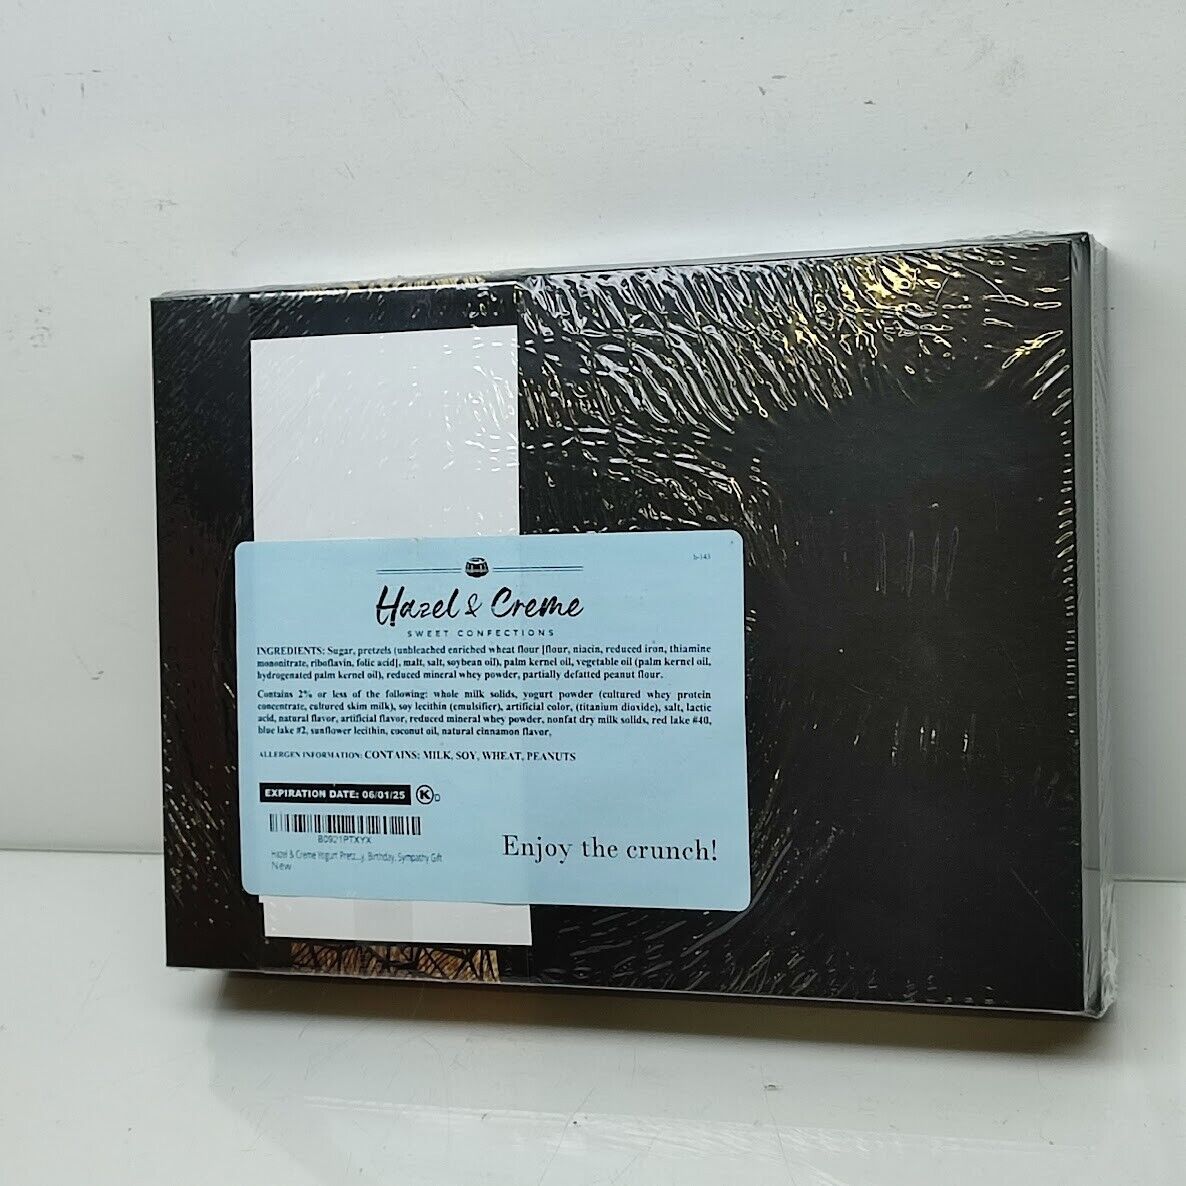 h-143
Hazel & Creme
SWEET CONFECTIONS
INGREDIENTS: Sugar, pretzels (unbleached enriched wheat flour [flour, niacin, reduced iron, thiamine
mononitrate, riboflavin, folic acid], malt, salt, soybean oil), palm kernel oil, vegetable oil (palm kernel oil,
hydrogenated palm kernel oil), reduced mineral whey powder, partially defatted peanut flour.
Contains 2% or less of the following: whole milk solids, yogurt powder (cultured whey protein
concentrate, cultured skim milk), soy lecithin (emulsifier), artificial color, (titanium dioxide), salt, lactic
acid, natural flavor, artificial flavor, reduced mineral whey powder, nonfat dry milk solids, red lake #40,
blue lake #2, sunflower lecithin, coconut oil, natural cinnamon flavor,
ALLERGEN INFORMATION: CONTAINS: MILK, SOY, WHEAT, PEANUTS
EXPIRATION DATE: 06/01/25 K D
B0921PTXYX
Hazel & Creme Yogurt Pretz...y, Birthday, Sympathy Gift
New
Enjoy the crunch!